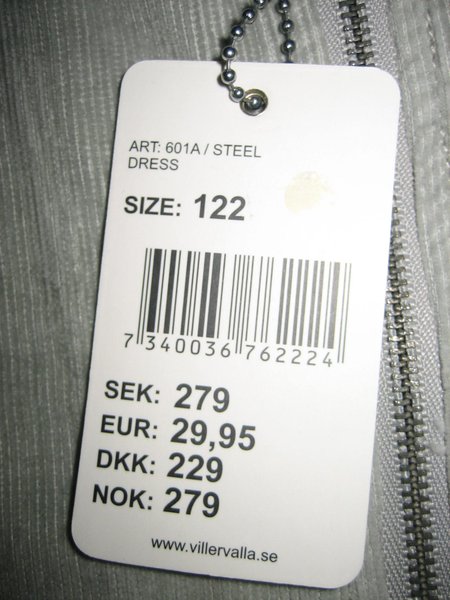 ART: 601A / STEEL
DRESS
SIZE: 122
7 340036 762224
SEK: 279
EUR: 29,95
DKK: 229
NOK: 279
www.villervalla.se